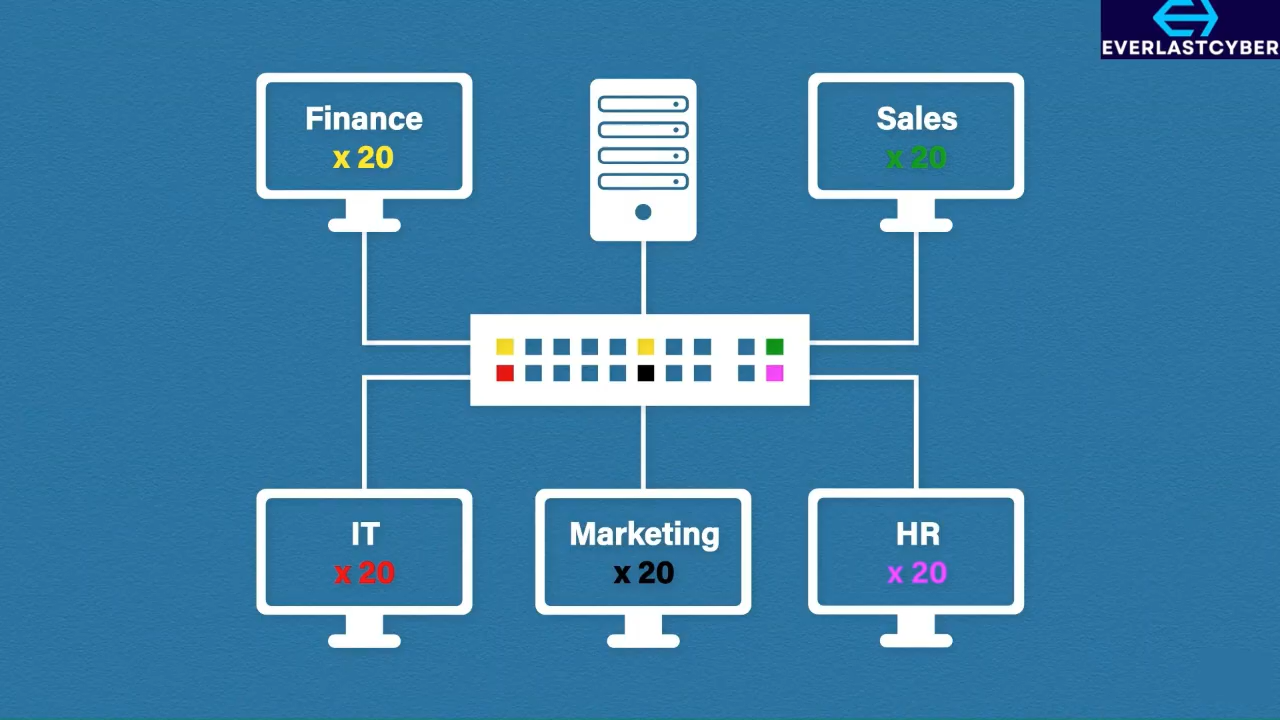 EVERLASTCYBER
Finance
x 20
Sales
x 20
IT
x 20
Marketing
x 20
HR
x 20